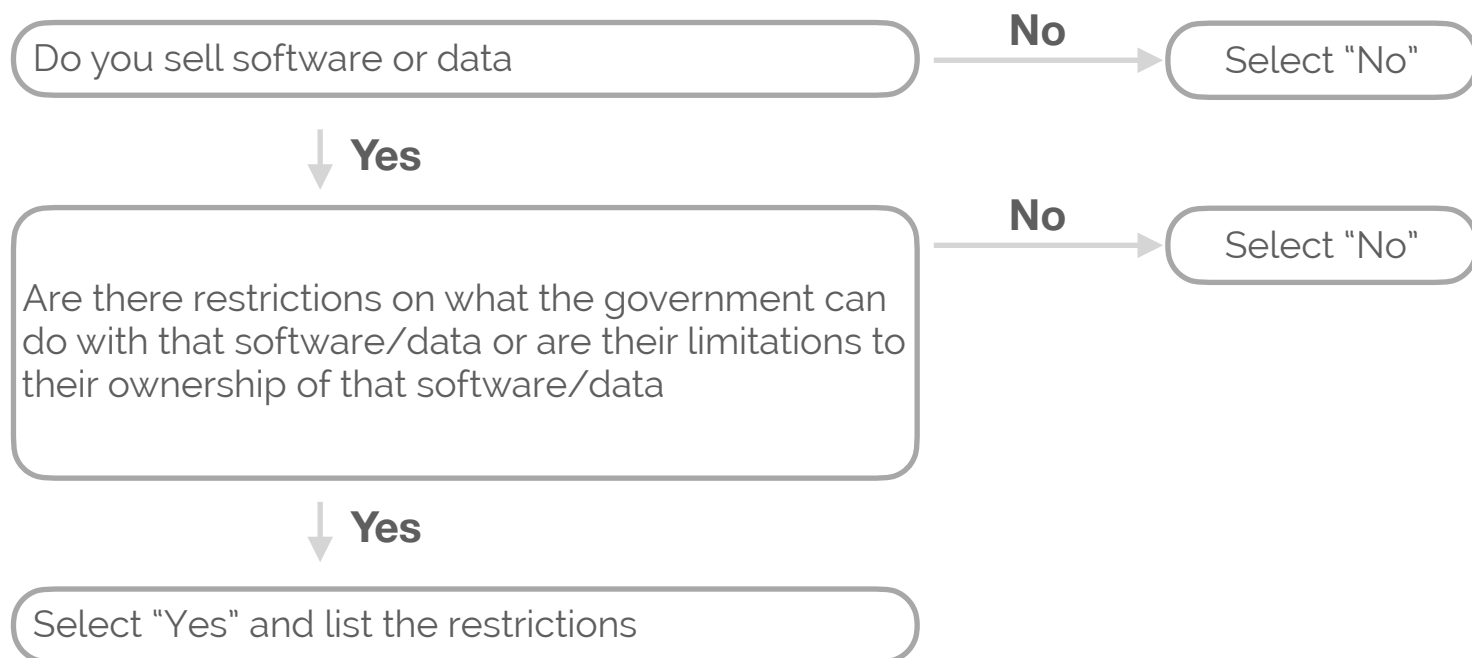 Do you sell software or data
No
Select “No”
Yes
Are there restrictions on what the government can
do with that software/data or are their limitations to
their ownership of that software/data
No
Select “No”
Yes
Select “Yes” and list the restrictions